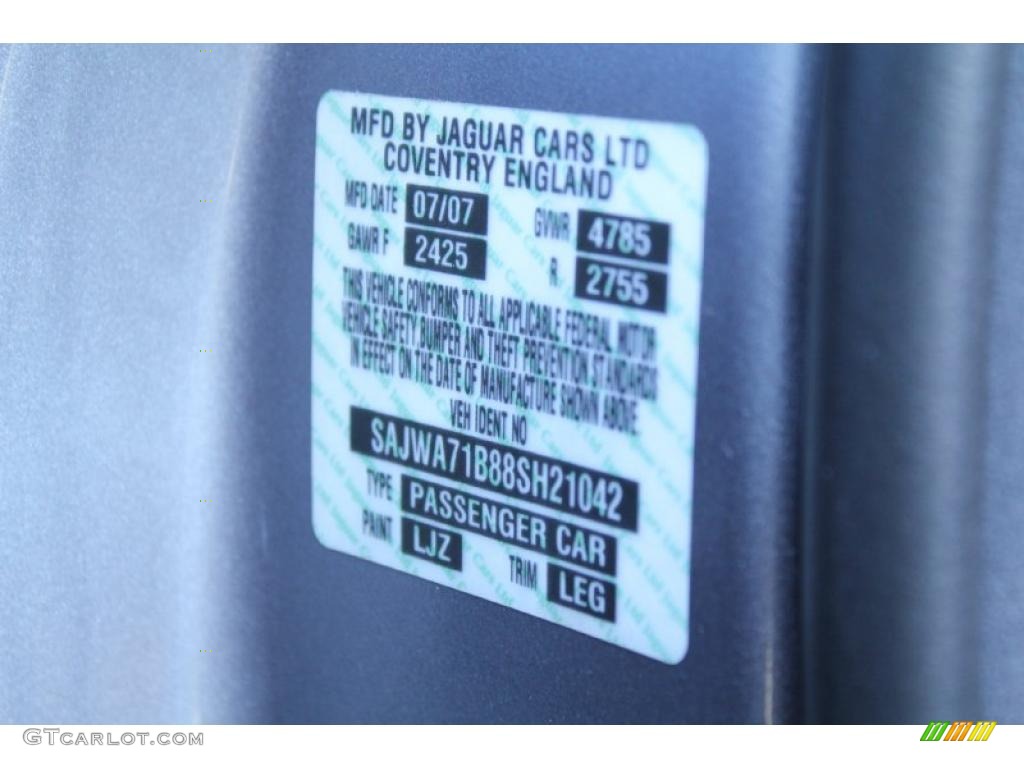 MFD BY JAGUAR CARS LTD
COVENTRY ENGLAND
MFD DATE 07/07 GVWR 4785
GAWR F 2425 R 2755
THIS VEHICLE CONFORMS TO ALL APPLICABLE FEDERAL MOTOR
VEHICLE SAFETY, BUMPER AND THEFT PREVENTION STANDARDS
IN EFFECT ON THE DATE OF MANUFACTURE SHOWN ABOVE.
VEH IDENT NO
SAJWA71B88SH21042
TYPE PASSENGER CAR
PAINT LJZ TRIM LEG
GTCARLOT.COM